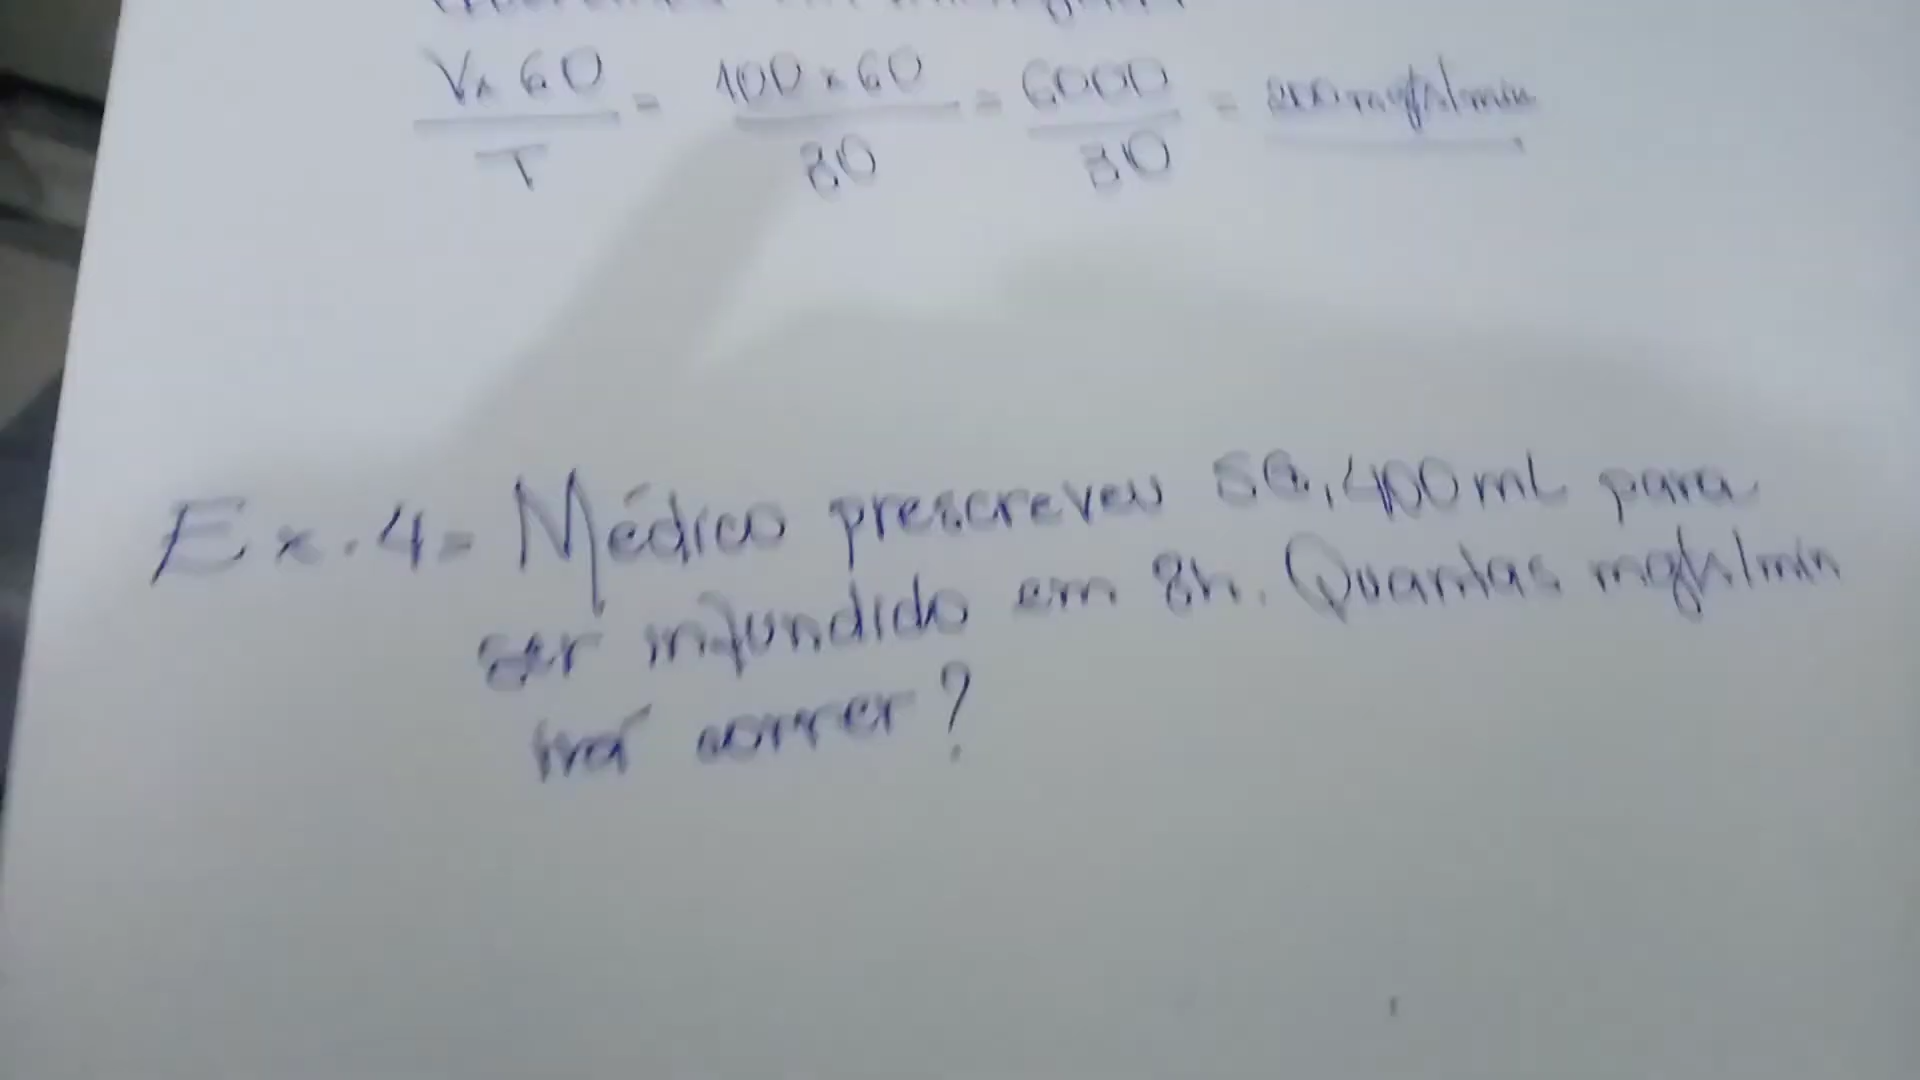 V x 60 = 100 x 60 = 6000 = 200 mgts/min
T 30 30
Ex. 4 = Médico prescreveu SG, 400 mL para
ser infundido em 8h. Quantas mgts/min
irá correr?